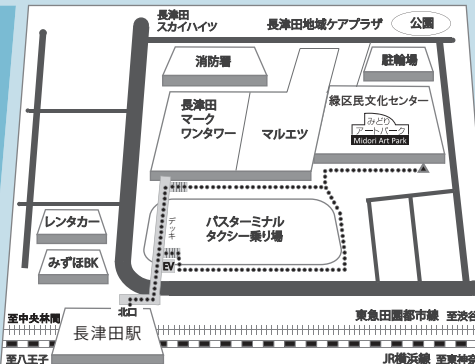 長津田
スカイハイツ
長津田地域ケアプラザ
公園
消防署
駐輪場
長津田
マーク
ワンタワー
マルエツ
緑区民文化センター
みどり
アートパーク
Midori Art Park
デッキ
バスターミナル
タクシー乗り場
レンタカー
みずほBK
EV
北口
至中央林間
東急田園都市線
至渋谷
長津田駅
至八王子
JR横浜線
至東神奈